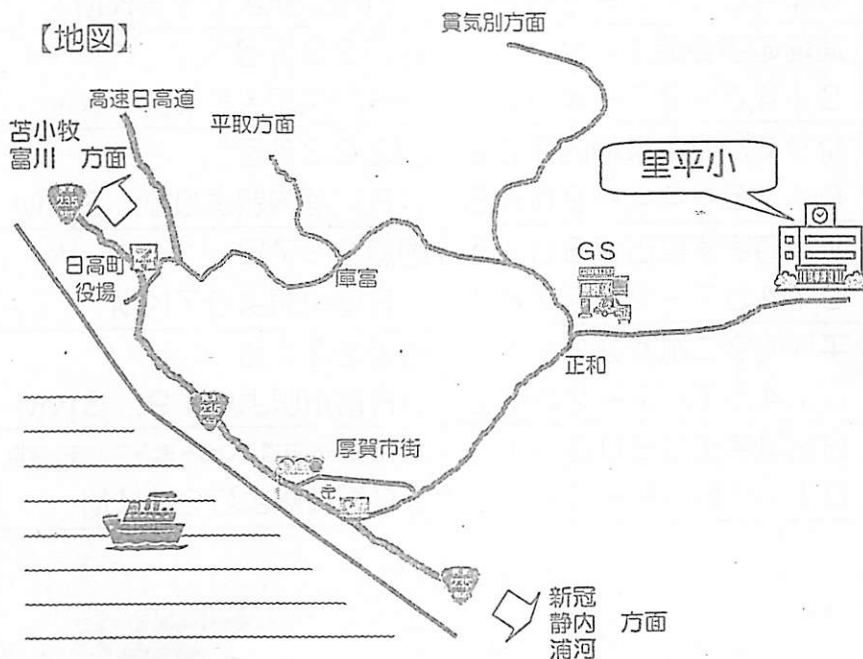 【地図】
貫気別方面
高速日高道
平取方面
苫小牧
富川 方面
里平小
235
日高町
役場
庫富
GS
正和
厚賀市街
新冠
静内 方面
浦河